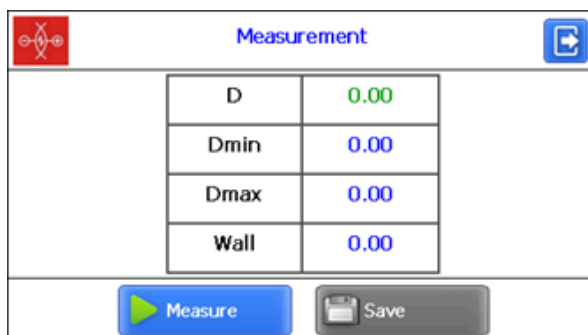 Measurement
D 0.00
Dmin 0.00
Dmax 0.00
Wall 0.00
Measure Save